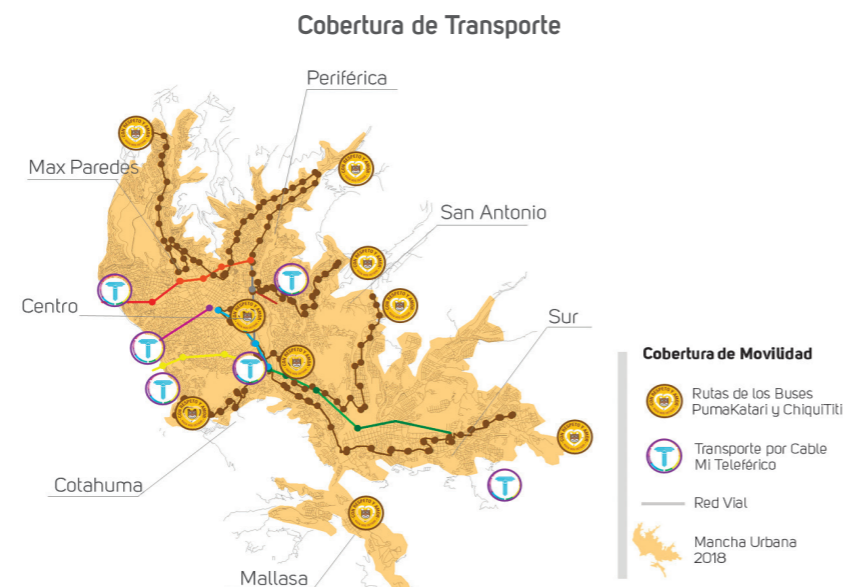 Cobertura de Transporte
Periférica
Max Paredes
San Antonio
Centro
Sur
Cotahuma
Mallasa
Cobertura de Movilidad
Rutas de los Buses
PumaKatari y ChiquiTiti
Transporte por Cable
Mi Teleférico
Red Vial
Mancha Urbana
2018